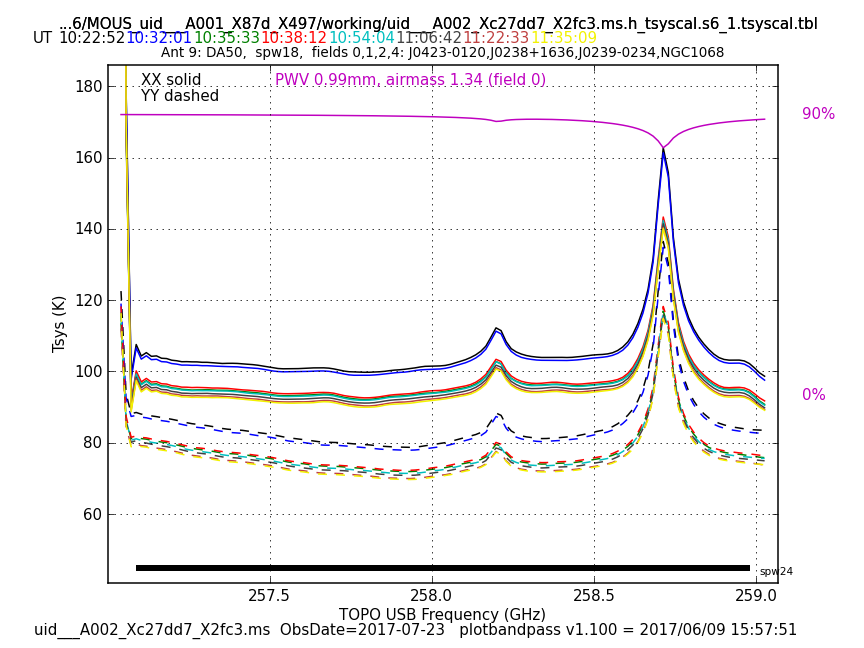 ...6/MOUS_uid___A001_X87d_X497/working/uid___A002_Xc27dd7_X2fc3.ms.h_tsyscal.s6_1.tsyscal.tbl
UT 10:22:52 10:32:01 10:35:33 10:38:12 10:54:04 11:06:42 11:22:33 11:35:09
Ant 9: DA50, spw18, fields 0,1,2,4: J0423-0120,J0238+1636,J0239-0234,NGC1068
XX solid
YY dashed
PWV 0.99mm, airmass 1.34 (field 0)
90%
0%
180
160
140
120
100
80
60
Tsys (K)
spw24
257.5 258.0 258.5 259.0
TOPO USB Frequency (GHz)
uid___A002_Xc27dd7_X2fc3.ms ObsDate=2017-07-23 plotbandpass v1.100 = 2017/06/09 15:57:51